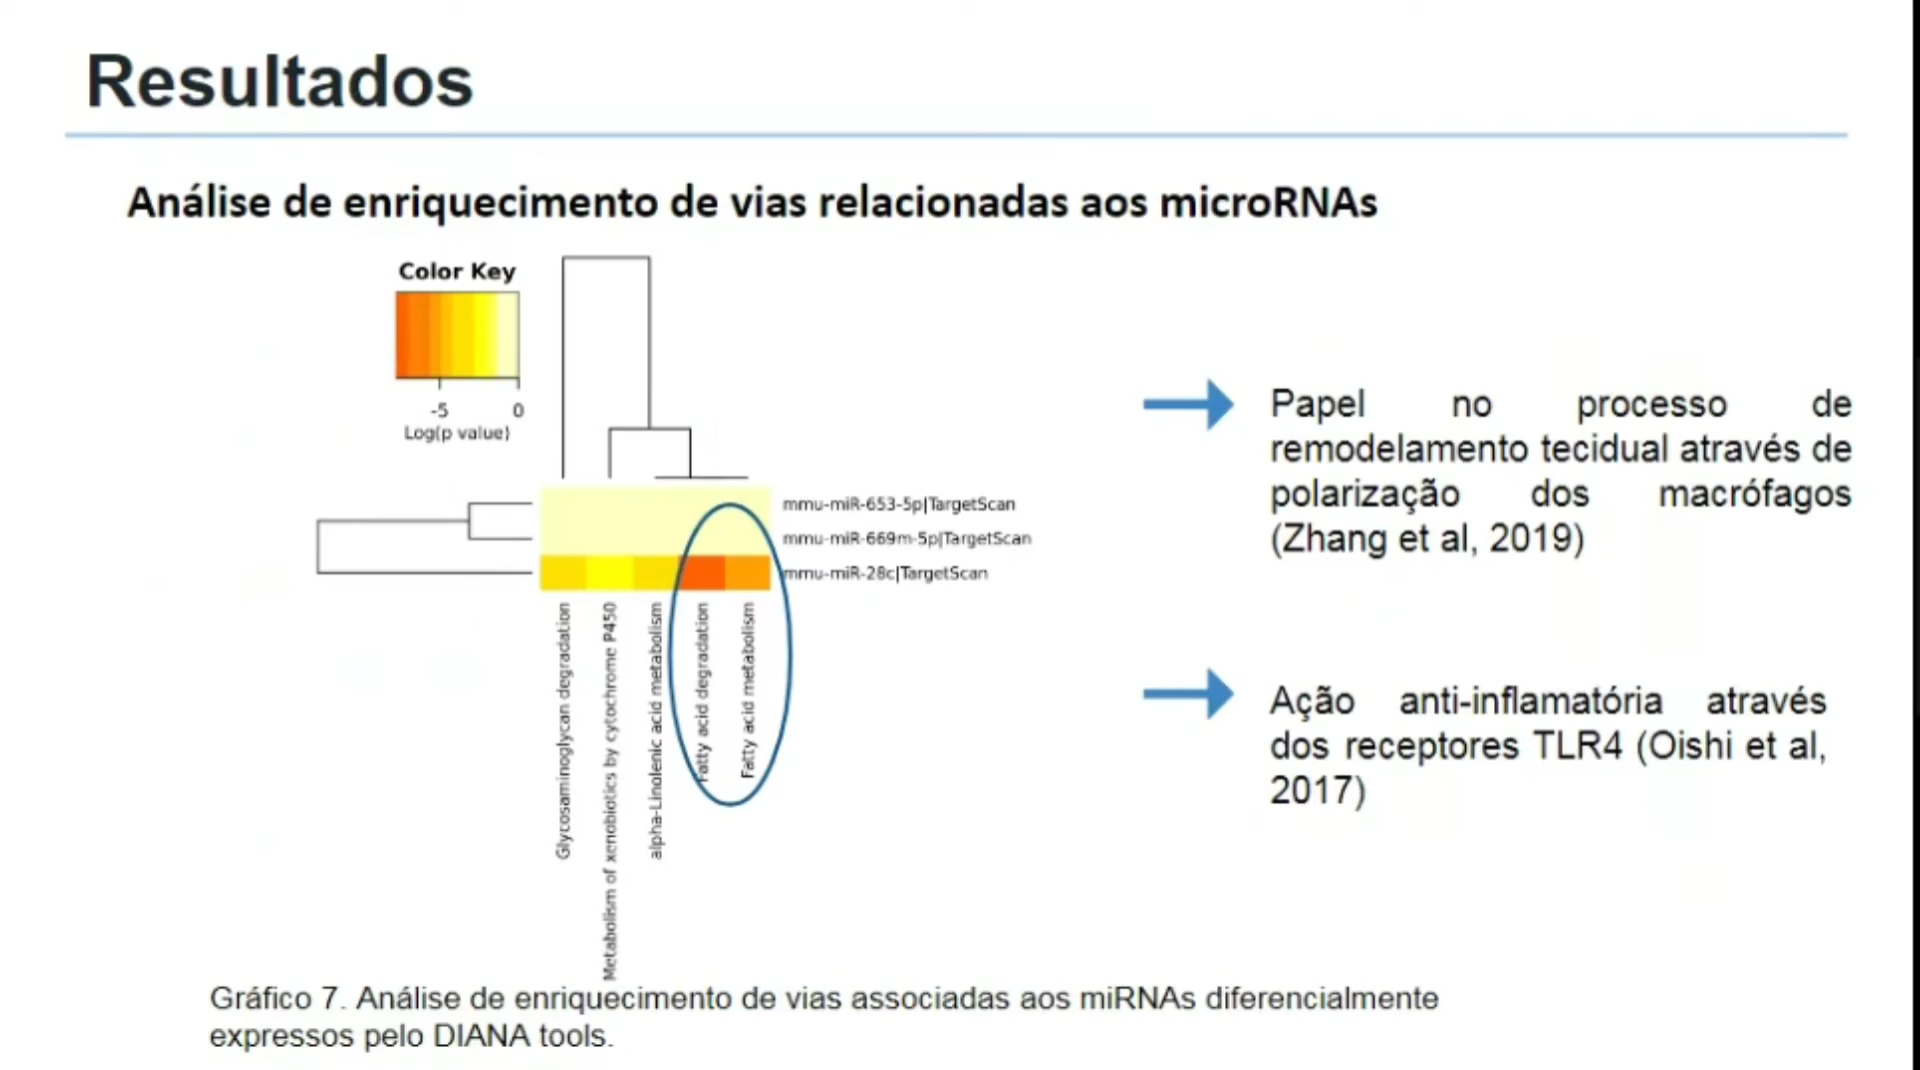 Resultados
Análise de enriquecimento de vias relacionadas aos microRNAs
Color Key
-5 0
Log(p value)
mmu-miR-653-5p|TargetScan
mmu-miR-669m-5p|TargetScan
mmu-miR-28c|TargetScan
Glycosaminoglycan degradation
Metabolism of xenobiotics by cytochrome P450
alpha-Linolenic acid metabolism
Fatty acid degradation
Fatty acid metabolism
Papel no processo de
remodelamento tecidual através de
polarização dos macrófagos
(Zhang et al, 2019)
Ação anti-inflamatória através
dos receptores TLR4 (Oishi et al,
2017)
Gráfico 7. Análise de enriquecimento de vias associadas aos miRNAs diferencialmente
expressos pelo DIANA tools.